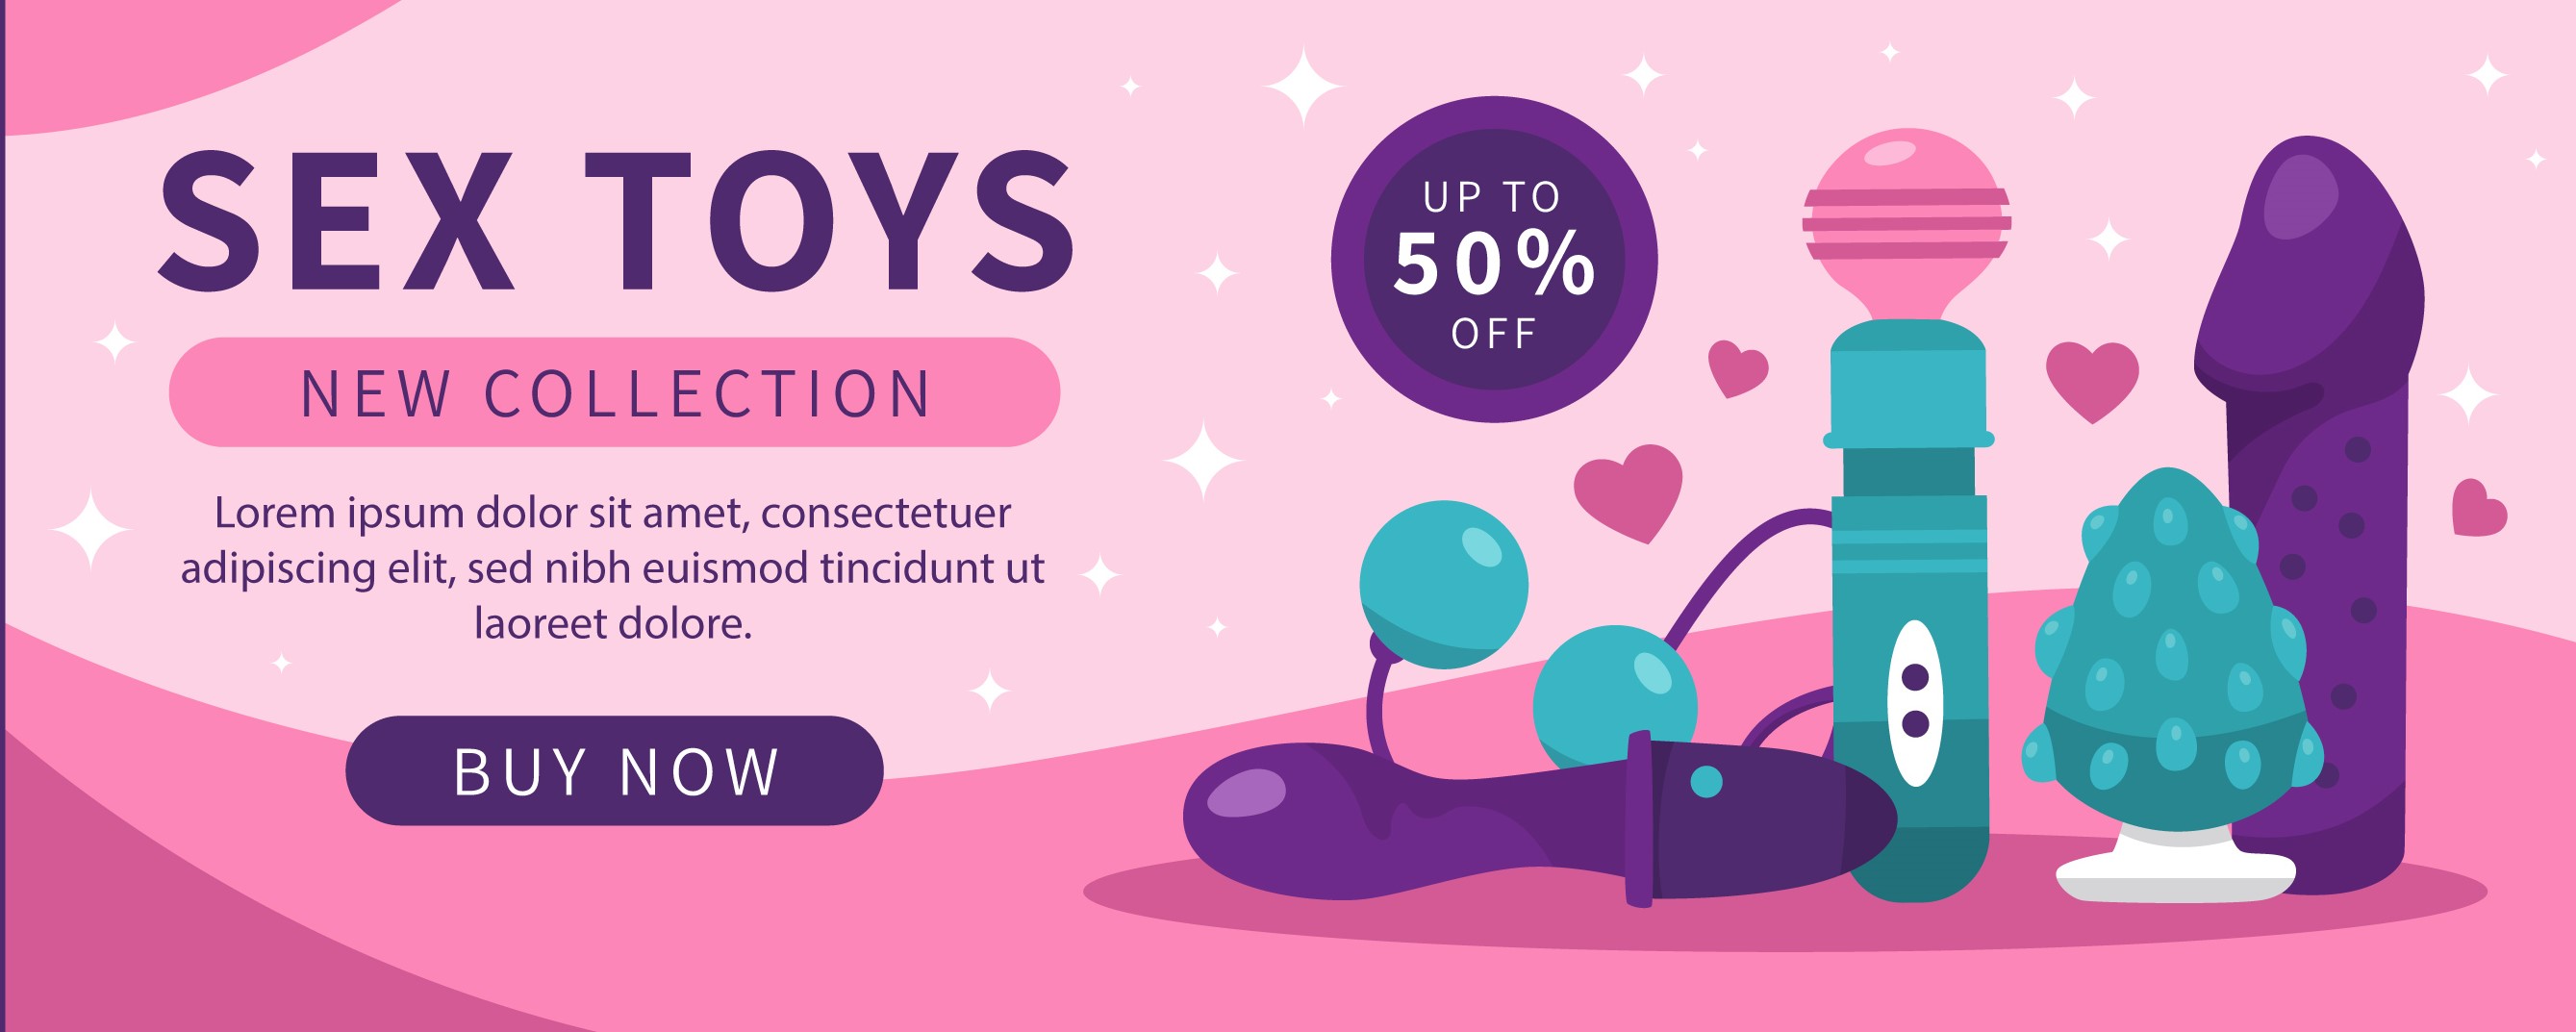 SEX TOYS
NEW COLLECTION
Lorem ipsum dolor sit amet, consectetuer
adipiscing elit, sed nibh euismod tincidunt ut
laoreet dolore.
BUY NOW
UP TO
50%
OFF